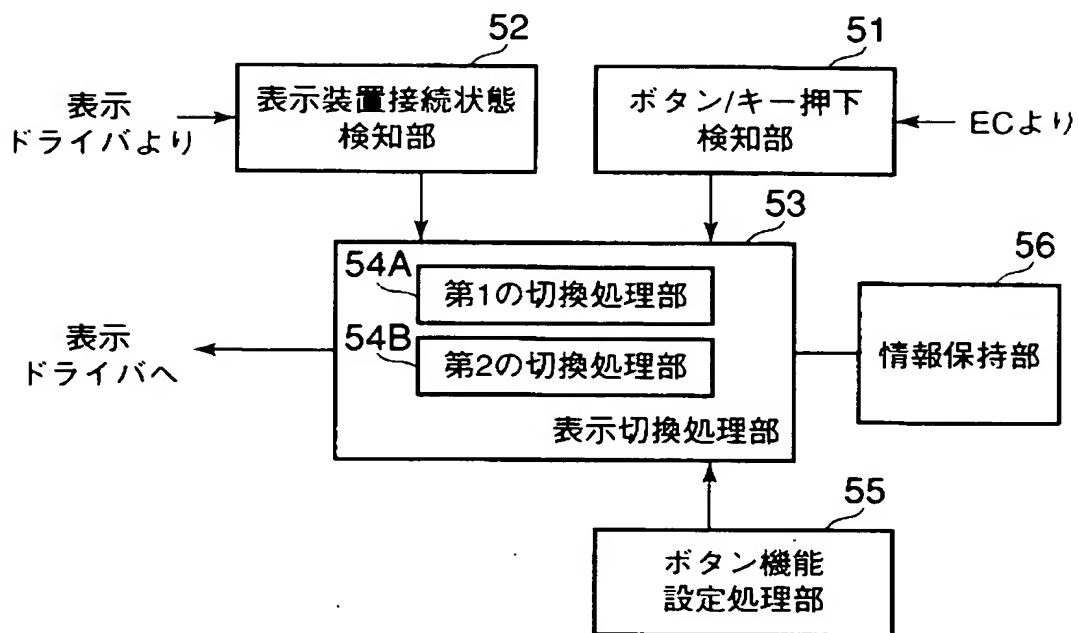 52
51
表示
ドライバより
表示装置接続状態
検知部
ボタン/キー押下
検知部
ECより
53
54A
第1の切換処理部
54B
第2の切換処理部
表示切換処理部
56
情報保持部
表示
ドライバへ
55
ボタン機能
設定処理部